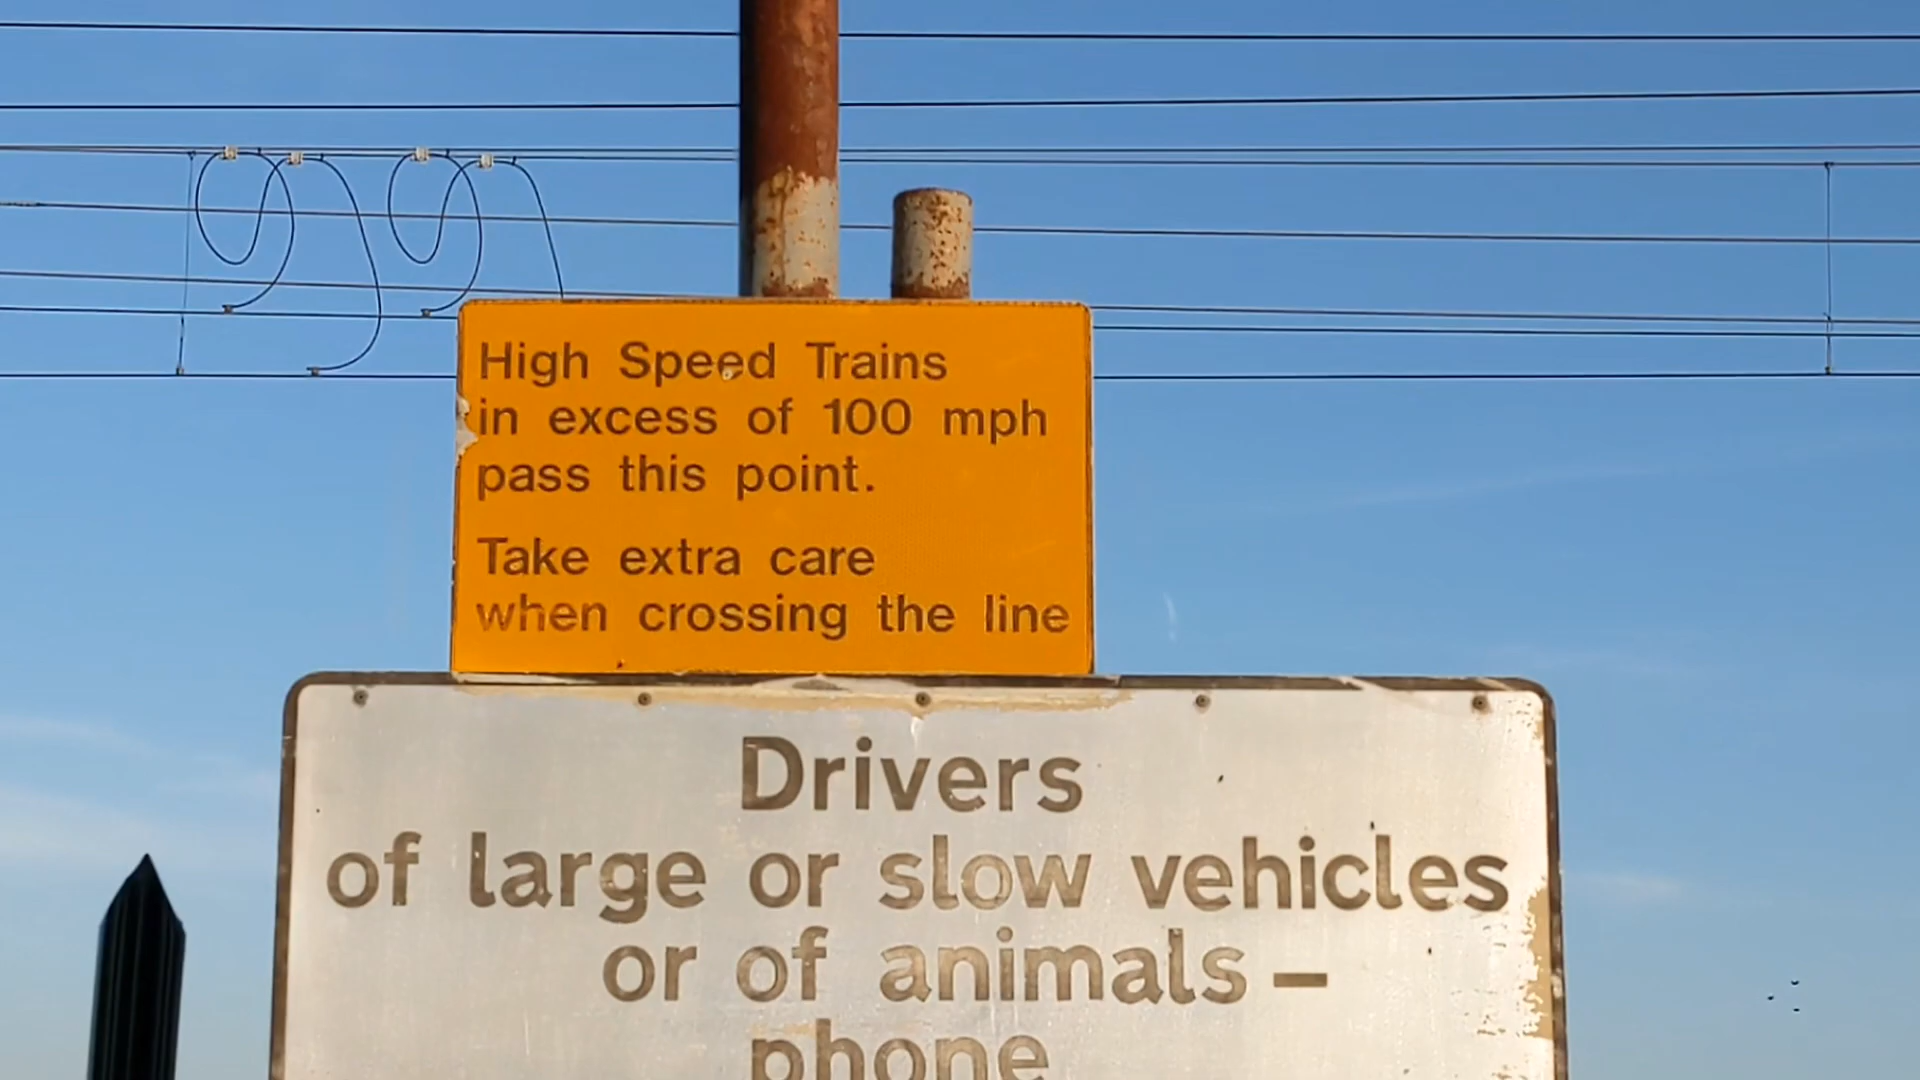 High Speed Trains
in excess of 100 mph
pass this point.
Take extra care
when crossing the line
Drivers
of large or slow vehicles
or of animals –
phone